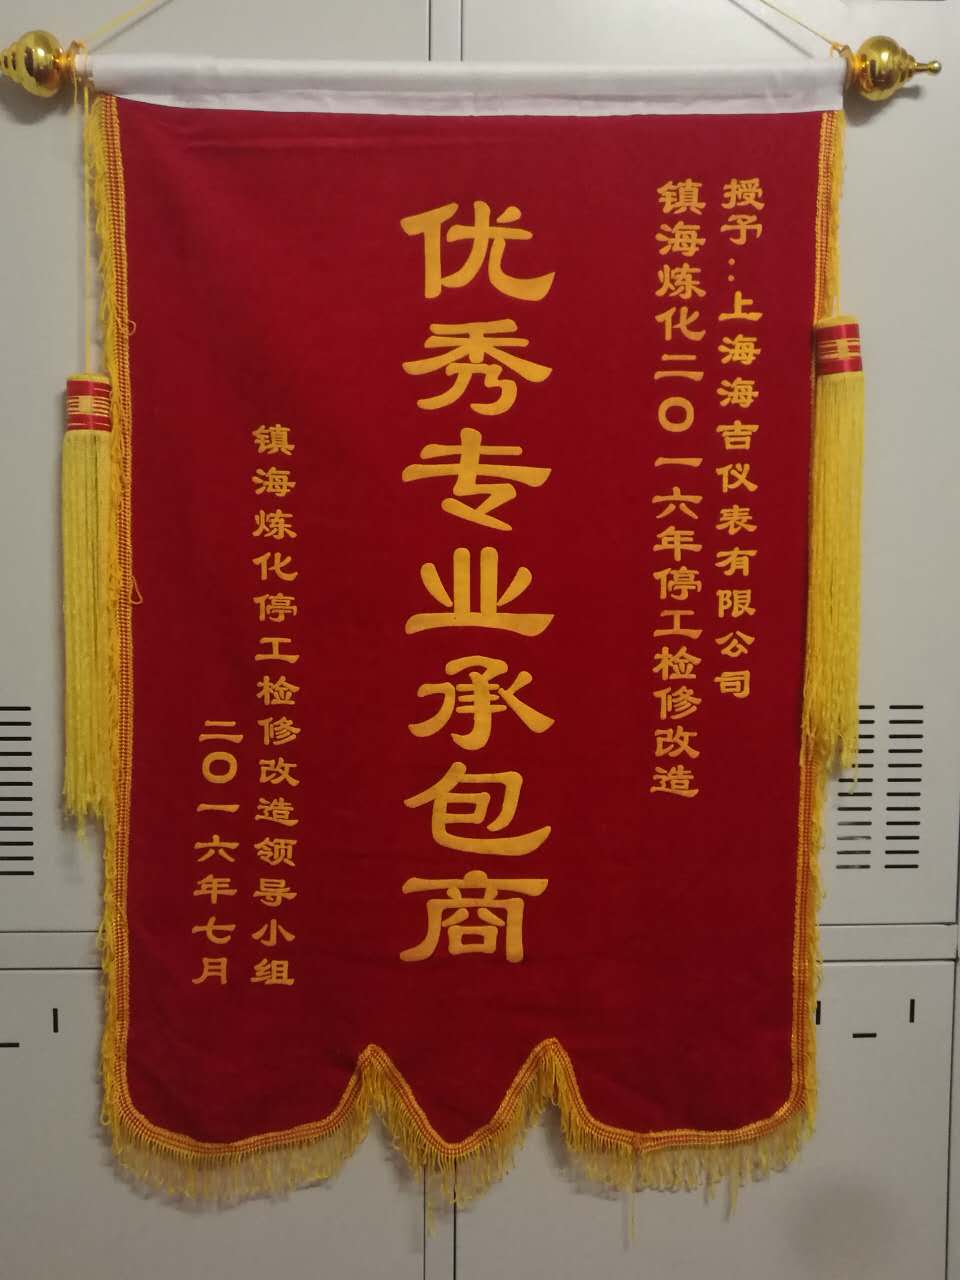 授予：上海海吉仪表有限公司
镇海炼化二〇一六年停工检修改造
优秀专业承包商
镇海炼化停工检修改造领导小组
二〇一六年七月